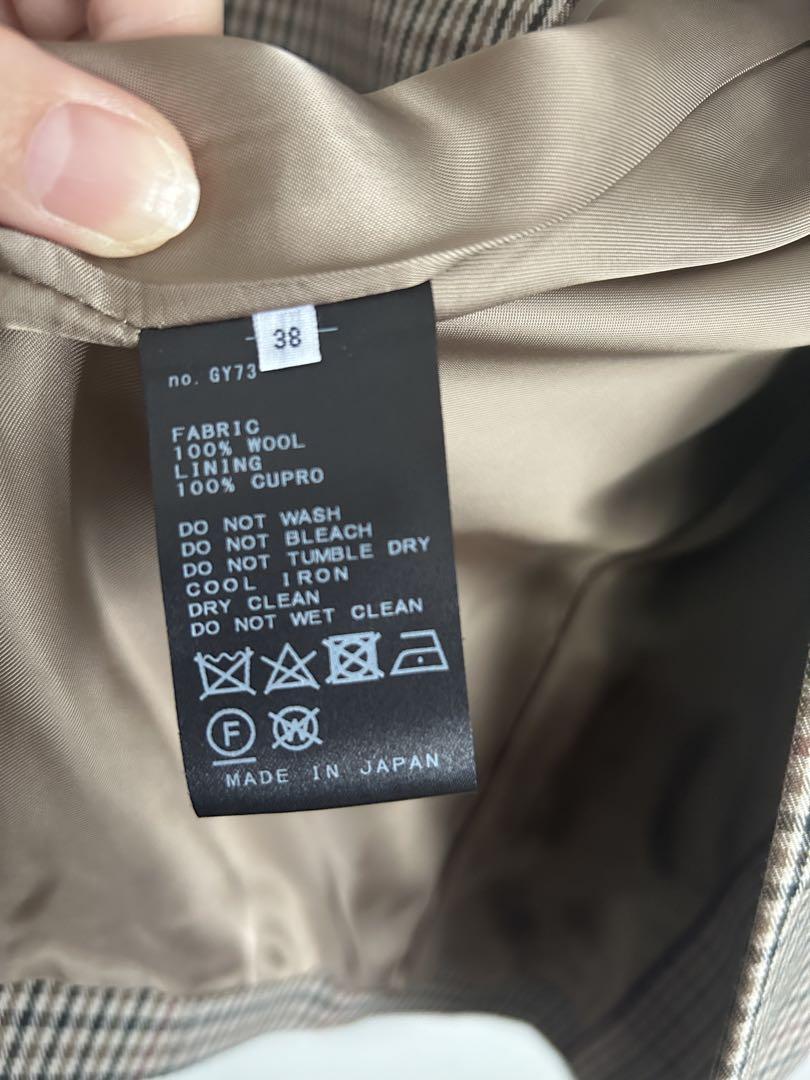 38
no. GY73
FABRIC
100% WOOL
LINING
100% CUPRO
DO NOT WASH
DO NOT BLEACH
DO NOT TUMBLE DRY
COOL IRON
DRY CLEAN
DO NOT WET CLEAN
F W
MADE IN JAPAN